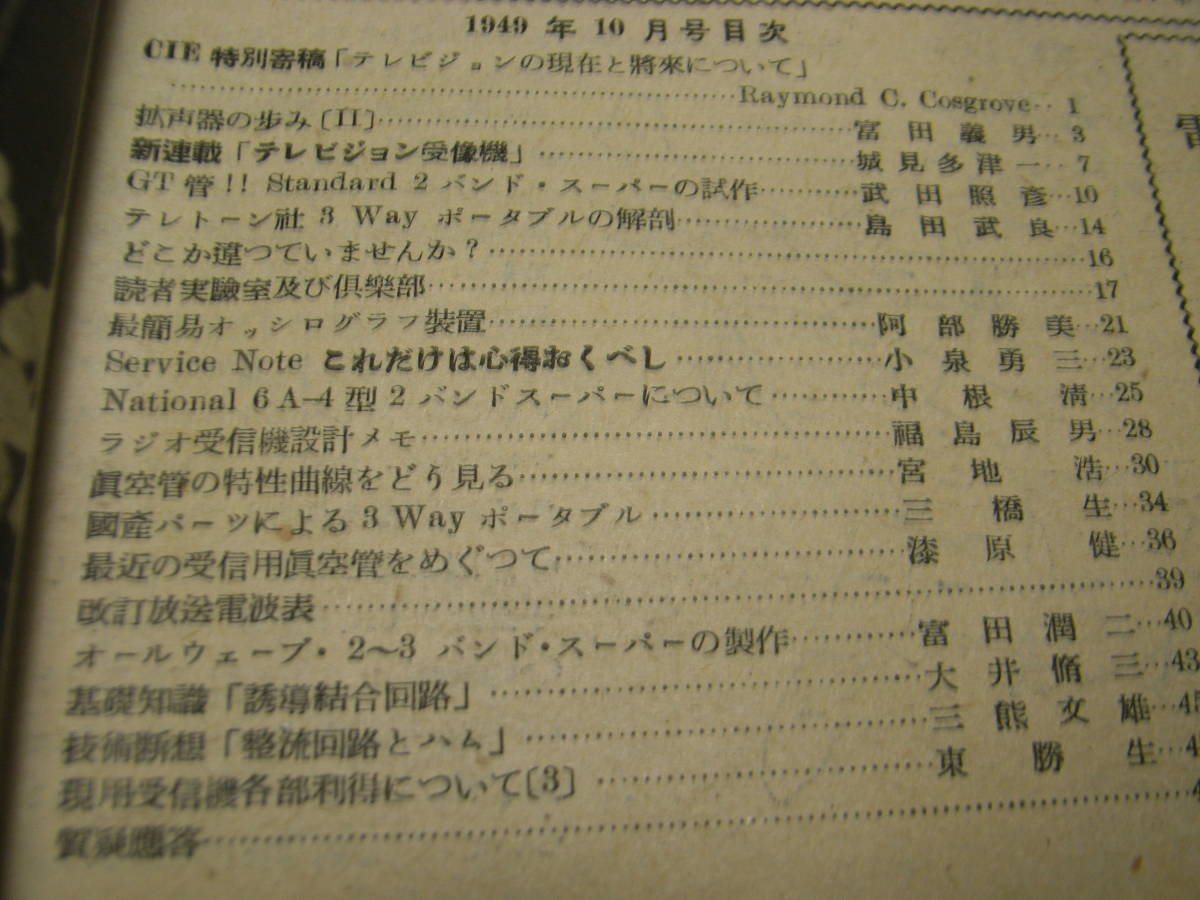 1949 年 10 月号目次
CIE 特別寄稿「テレビジョンの現在と將來について」
……Raymond C. Cosgrove…1
拡声器の歩み〔II〕……富田義男…3
新連載「テレビジョン受像機」……城見多津一…7
GT管!! Standard 2 バンド・スーパーの試作……武田照彦…10
テレトーン社 3 Way ポータブルの解剖……島田武良…14
どこか違つていませんか?……16
読者実驗室及び倶樂部……17
最簡易オッシログラフ裝置……阿部勝美…21
Service Note これだけは心得おくべし……小泉勇三…23
National 6A-4型2バンドスーパーについて……中根清…25
ラジオ受信機設計メモ……福島辰男…28
眞空管の特性曲線をどう見る……宮地浩…30
國産パーツによる 3 Way ポータブル……三橋生…34
最近の受信用眞空管をめぐつて……漆原健…36
改訂放送電波表……39
オールウェーブ・2~3 バンド・スーパーの製作……富田潤二…40
基礎知識「誘導結合回路」……大井脩三…43
技術断想「整流回路とハム」……三熊文雄…45
現用受信機各部利得について〔3〕……東勝生…4
質疑應答……4
雷